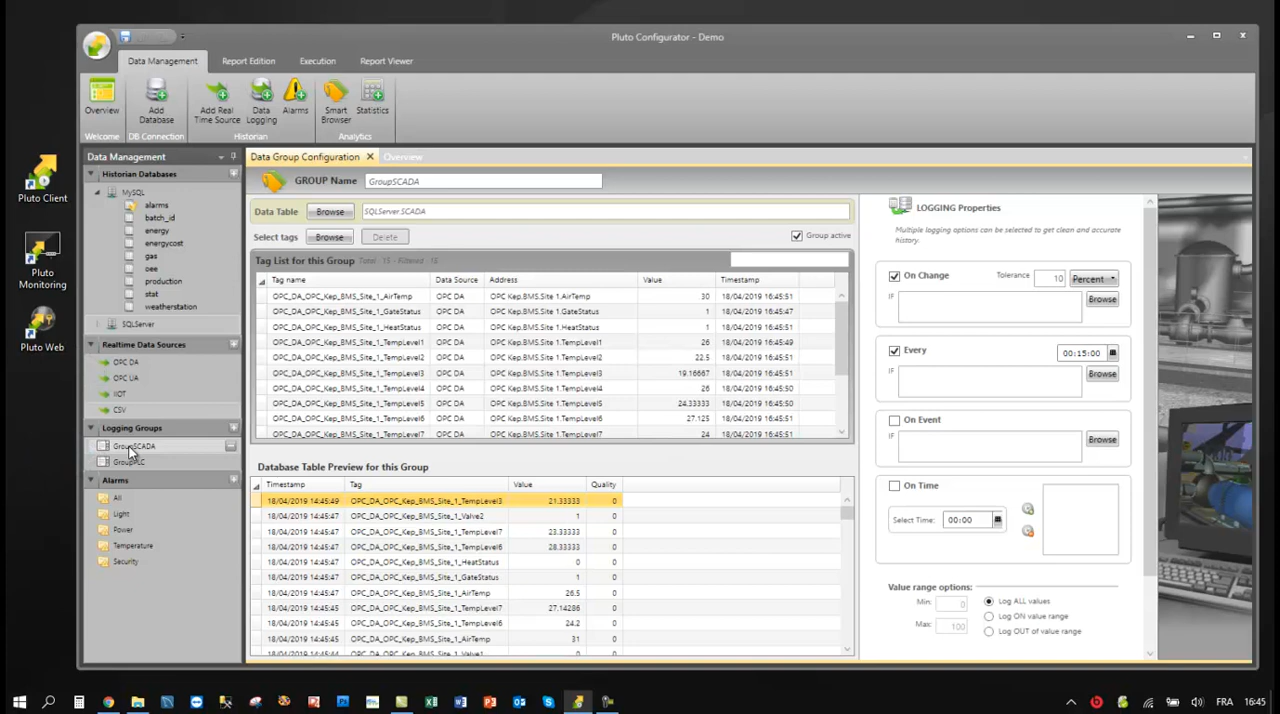 Pluto Configurator - Demo
Data Management Report Edition Execution Report Viewer
Overview Add Database Add Real Time Source Data Logging Alarms Smart Browser Statistics
Welcome DB Connection Historian Analytics
Data Management
Data Group Configuration Overview
Historian Databases
MySQL
alarms
batch_id
energy
energycost
gas
oee
production
stat
weatherstation
SQLServer
Realtime Data Sources
OPC DA
OPC UA
IIOT
CSV
Logging Groups
GroupSCADA
GroupPLC
Alarms
All
Light
Power
Temperature
Security
Pluto Client
Pluto Monitoring
Pluto Web
GROUP Name GroupSCADA
Data Table Browse SQLServer.SCADA
Select tags Browse Delete Group active
Tag List for this Group Total - 15 - Filtered - 15
Tag name Data Source Address Value Timestamp
OPC_DA_OPC_Kep_BMS_Site_1_AirTemp OPC DA OPC Kep.BMS.Site 1.AirTemp 30 18/04/2019 16:45:51
OPC_DA_OPC_Kep_BMS_Site_1_GateStatus OPC DA OPC Kep.BMS.Site 1.GateStatus 1 18/04/2019 16:45:47
OPC_DA_OPC_Kep_BMS_Site_1_HeatStatus OPC DA OPC Kep.BMS.Site 1.HeatStatus 1 18/04/2019 16:45:51
OPC_DA_OPC_Kep_BMS_Site_1_TempLevel1 OPC DA OPC Kep.BMS.Site 1.TempLevel1 26 18/04/2019 16:45:49
OPC_DA_OPC_Kep_BMS_Site_1_TempLevel2 OPC DA OPC Kep.BMS.Site 1.TempLevel2 22.5 18/04/2019 16:45:51
OPC_DA_OPC_Kep_BMS_Site_1_TempLevel3 OPC DA OPC Kep.BMS.Site 1.TempLevel3 19.16667 18/04/2019 16:45:51
OPC_DA_OPC_Kep_BMS_Site_1_TempLevel4 OPC DA OPC Kep.BMS.Site 1.TempLevel4 26 18/04/2019 16:45:50
OPC_DA_OPC_Kep_BMS_Site_1_TempLevel5 OPC DA OPC Kep.BMS.Site 1.TempLevel5 24.33333 18/04/2019 16:45:50
OPC_DA_OPC_Kep_BMS_Site_1_TempLevel6 OPC DA OPC Kep.BMS.Site 1.TempLevel6 27.125 18/04/2019 16:45:51
OPC_DA_OPC_Kep_BMS_Site_1_TempLevel7 OPC DA OPC Kep.BMS.Site 1.TempLevel7 24 18/04/2019 16:45:51
Database Table Preview for this Group
Timestamp Tag Value Quality
18/04/2019 14:45:49 OPC_DA_OPC_Kep_BMS_Site_1_TempLevel3 21.33333 0
18/04/2019 14:45:47 OPC_DA_OPC_Kep_BMS_Site_1_Valve2 1 0
18/04/2019 14:45:47 OPC_DA_OPC_Kep_BMS_Site_1_TempLevel7 23.33333 0
18/04/2019 14:45:47 OPC_DA_OPC_Kep_BMS_Site_1_TempLevel6 28.33333 0
18/04/2019 14:45:47 OPC_DA_OPC_Kep_BMS_Site_1_HeatStatus 0 0
18/04/2019 14:45:47 OPC_DA_OPC_Kep_BMS_Site_1_GateStatus 1 0
18/04/2019 14:45:47 OPC_DA_OPC_Kep_BMS_Site_1_AirTemp 26.5 0
18/04/2019 14:45:45 OPC_DA_OPC_Kep_BMS_Site_1_TempLevel7 27.14286 0
18/04/2019 14:45:45 OPC_DA_OPC_Kep_BMS_Site_1_TempLevel6 24.2 0
18/04/2019 14:45:45 OPC_DA_OPC_Kep_BMS_Site_1_AirTemp 31 0
18/04/2019 14:45:44 OPC_DA_OPC_Kep_BMS_Site_1_Valve1 1 0
LOGGING Properties
Multiple logging options can be selected to get clean and accurate
history.
On Change Tolerance 10 Percent
IF Browse
Every 00:15:00
IF Browse
On Event
IF Browse
On Time
Select Time: 00:00
Value range options:
Min: 0 Log ALL values
Log ON value range
Max: 100 Log OUT of value range
FRA 16:45